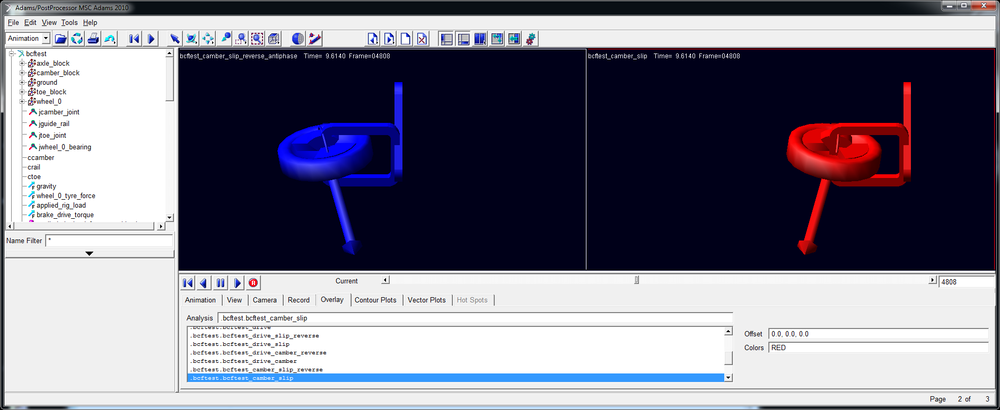 Adams/PostProcessor MSC Adams 2010
File Edit View Tools Help
Animation
bcftest
axle_block
camber_block
ground
toe_block
wheel_0
jcamber_joint
jguide_rail
jtoe_joint
jwheel_0_bearing
ccamber
crail
ctoe
gravity
wheel_0_tyre_force
applied_rig_load
brake_drive_torque
Name Filter *
bcftest_camber_slip_reverse_antiphase Time= 9.6140 Frame=04808
bcftest_camber_slip Time= 9.6140 Frame=04808
R
Current
4808
Animation View Camera Record Overlay Contour Plots Vector Plots Hot Spots
Analysis .bcftest.bcftest_camber_slip
.bcftest.bcftest_drive
.bcftest.bcftest_drive_slip_reverse
.bcftest.bcftest_drive_slip
.bcftest.bcftest_drive_camber_reverse
.bcftest.bcftest_drive_camber
.bcftest.bcftest_camber_slip_reverse
.bcftest.bcftest_camber_slip
Offset 0.0, 0.0, 0.0
Colors RED
Page 2 of 3